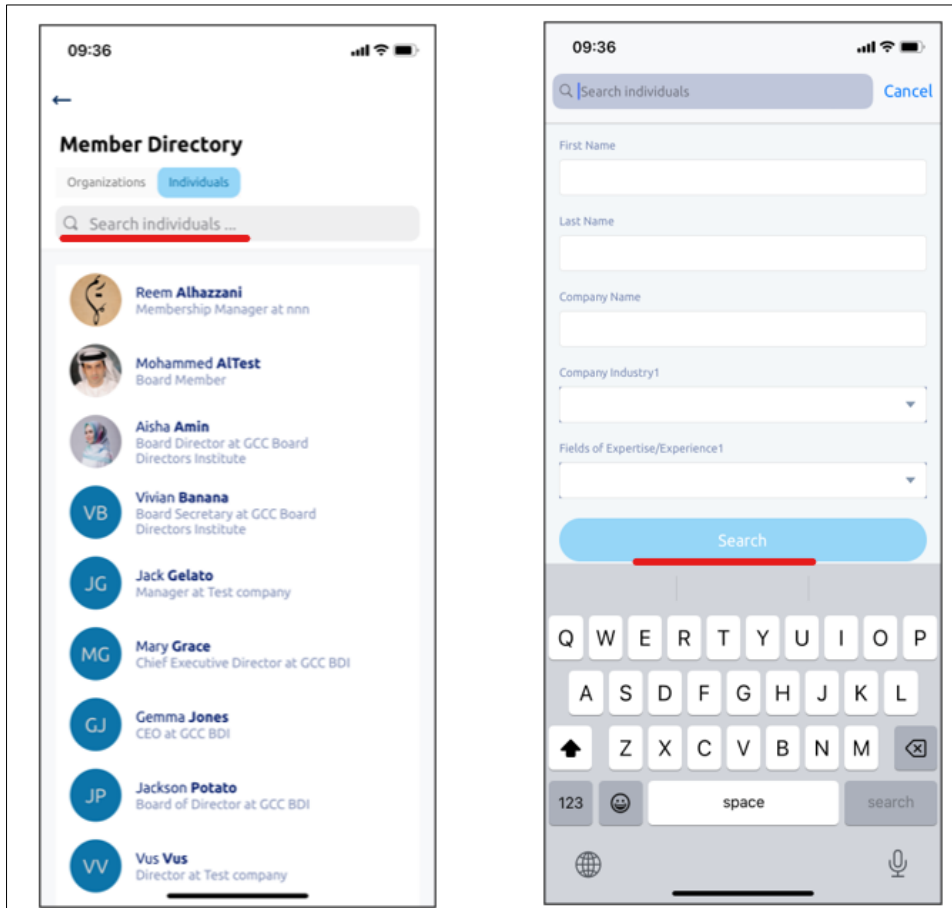 09:36
Member Directory
Organizations Individuals
Search individuals ...
Reem Alhazzani
Membership Manager at nnn
Mohammed AlTest
Board Member
Aisha Amin
Board Director at GCC Board
Directors Institute
VB
Vivian Banana
Board Secretary at GCC Board
Directors Institute
JG
Jack Gelato
Manager at Test company
MG
Mary Grace
Chief Executive Director at GCC BDI
GJ
Gemma Jones
CEO at GCC BDI
JP
Jackson Potato
Board of Director at GCC BDI
VV
Vus Vus
Director at Test company
09:36
Search individuals Cancel
First Name
Last Name
Company Name
Company Industry1
Fields of Expertise/Experience1
Search
Q W E R T Y U I O P
A S D F G H J K L
Z X C V B N M
123 space search